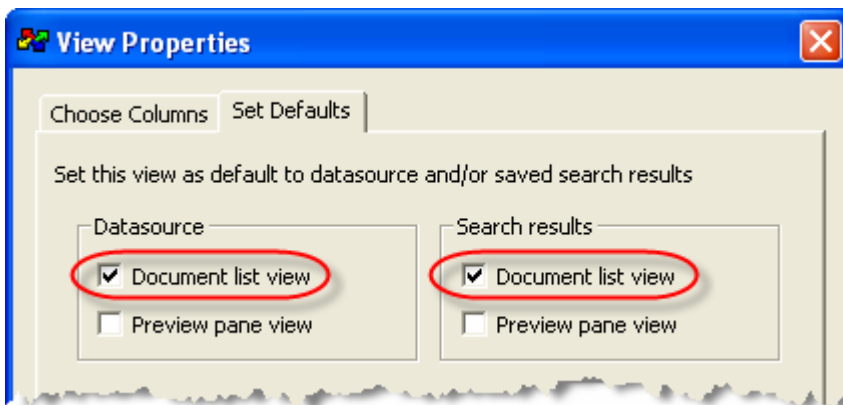 View Properties
Choose Columns Set Defaults
Set this view as default to datasource and/or saved search results
Datasource Search results
Document list view Document list view
Preview pane view Preview pane view